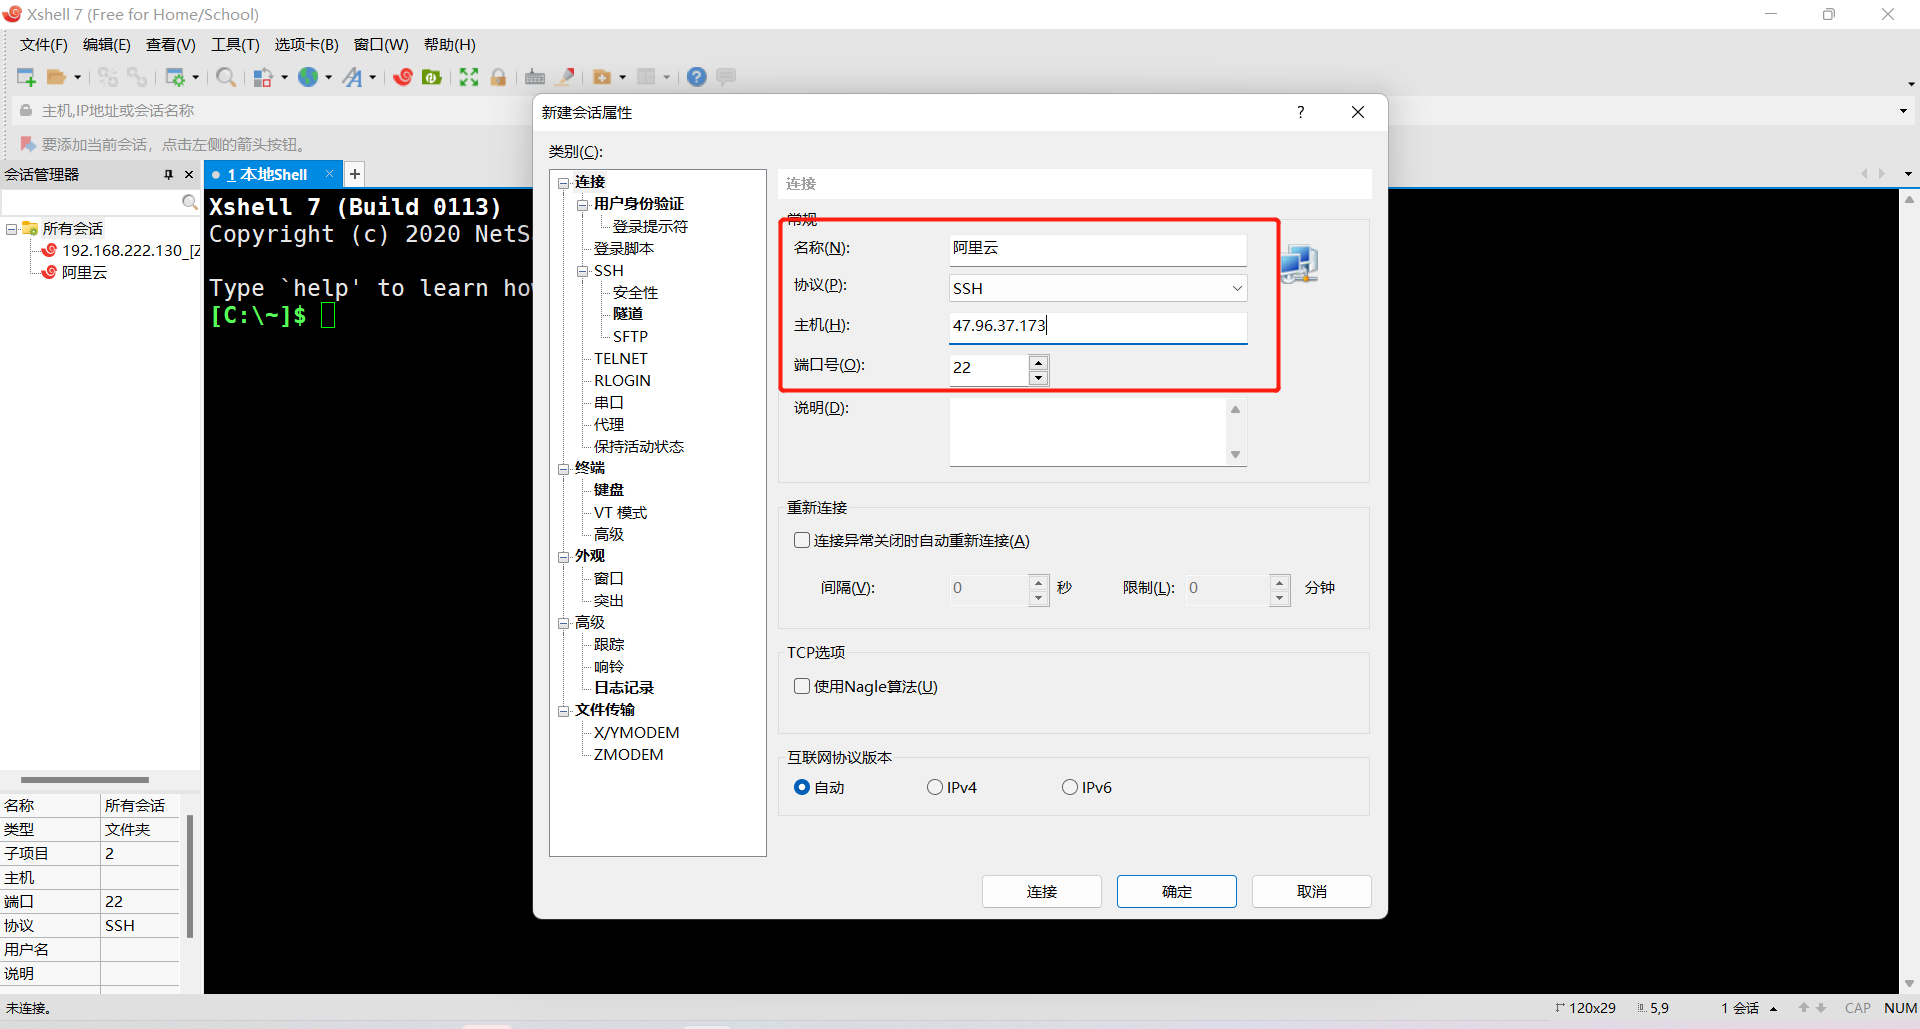 Xshell 7 (Free for Home/School)
文件(F) 编辑(E) 查看(V) 工具(T) 选项卡(B) 窗口(W) 帮助(H)
主机,IP地址或会话名称
要添加当前会话，点击左侧的箭头按钮。
会话管理器
1 本地Shell
所有会话
192.168.222.130_[Z
阿里云
Xshell 7 (Build 0113)
Copyright (c) 2020 NetS
Type `help' to learn how
[C:\~]$
新建会话属性
类别(C):
连接
用户身份验证
登录提示符
登录脚本
SSH
安全性
隧道
SFTP
TELNET
RLOGIN
串口
代理
保持活动状态
终端
键盘
VT 模式
高级
外观
窗口
突出
高级
跟踪
响铃
日志记录
文件传输
X/YMODEM
ZMODEM
连接
常规
名称(N): 阿里云
协议(P): SSH
主机(H): 47.96.37.173
端口号(O): 22
说明(D):
重新连接
连接异常关闭时自动重新连接(A)
间隔(V): 0 秒 限制(L): 0 分钟
TCP选项
使用Nagle算法(U)
互联网协议版本
自动 IPv4 IPv6
连接 确定 取消
名称 所有会话
类型 文件夹
子项目 2
主机
端口 22
协议 SSH
用户名
说明
未连接。 120x29 5,9 1 会话 CAP NUM